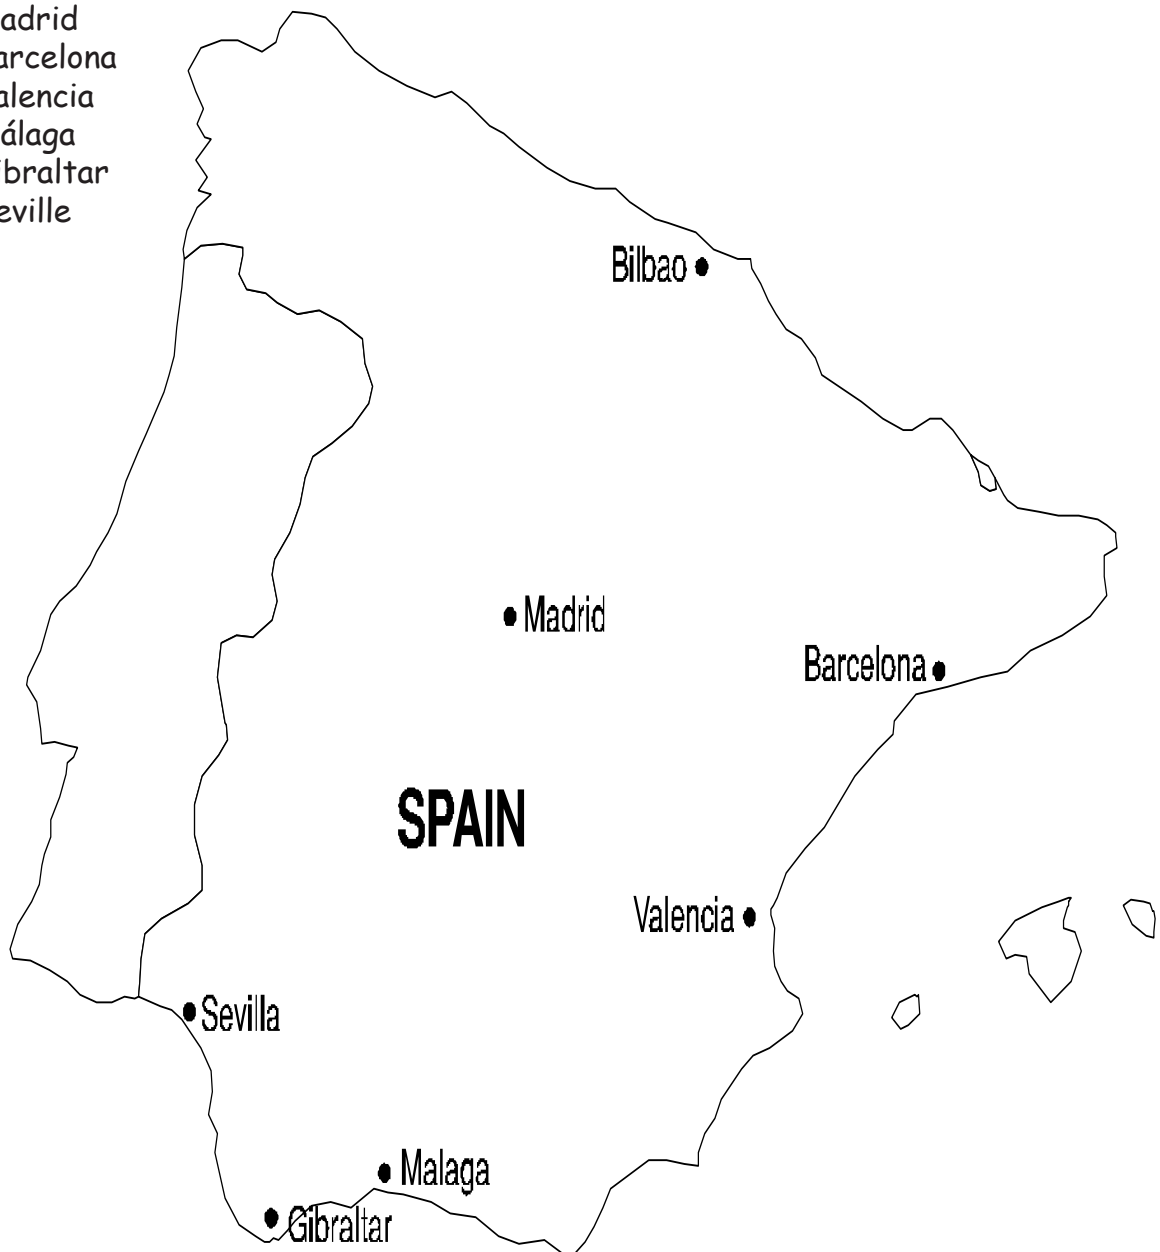 adrid
arcelona
alencia
álaga
ibraltar
eville
Bilbao
Madrid
Barcelona
SPAIN
Valencia
Sevilla
Malaga
Gibraltar